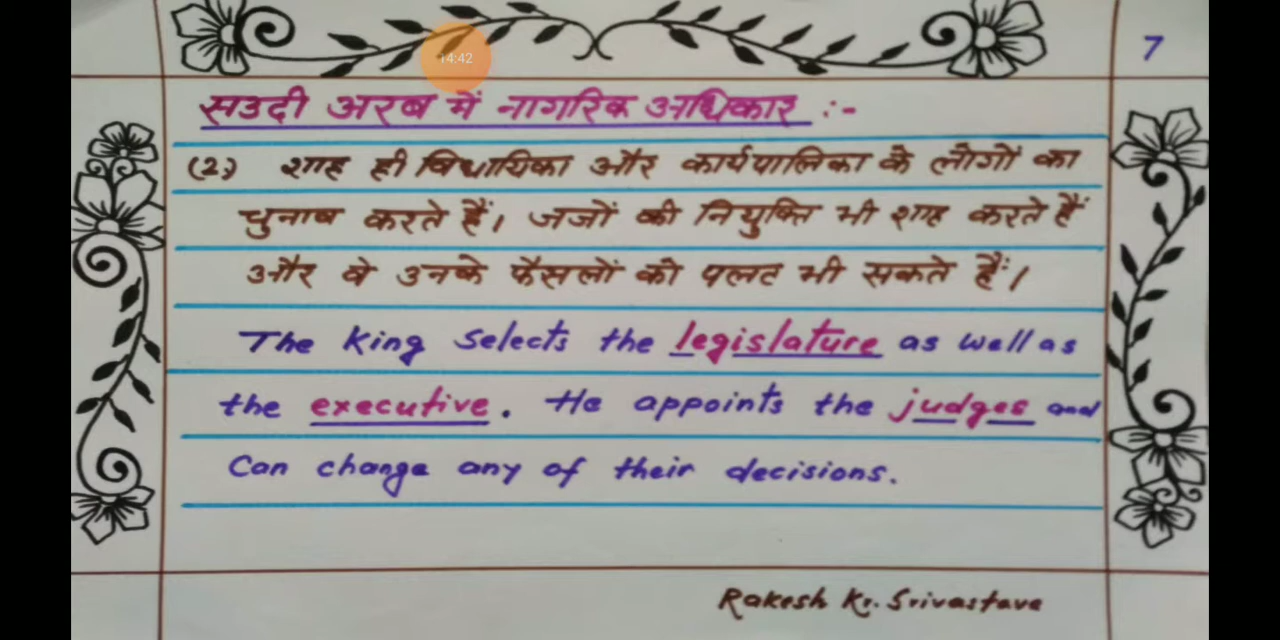 14:42
7
सउदी अरब में नागरिक अधिकार :-
(2.) शाह ही विधायिका और कार्यपालिका के लोगों का
चुनाव करते हैं। जजों की नियुक्ति भी शाह करते हैं
और वे उनके फैसलों को पलट भी सकते हैं।
The King selects the legislature as well as
the executive. He appoints the judges and
Can change any of their decisions.
Rakesh Kr. Srivastava